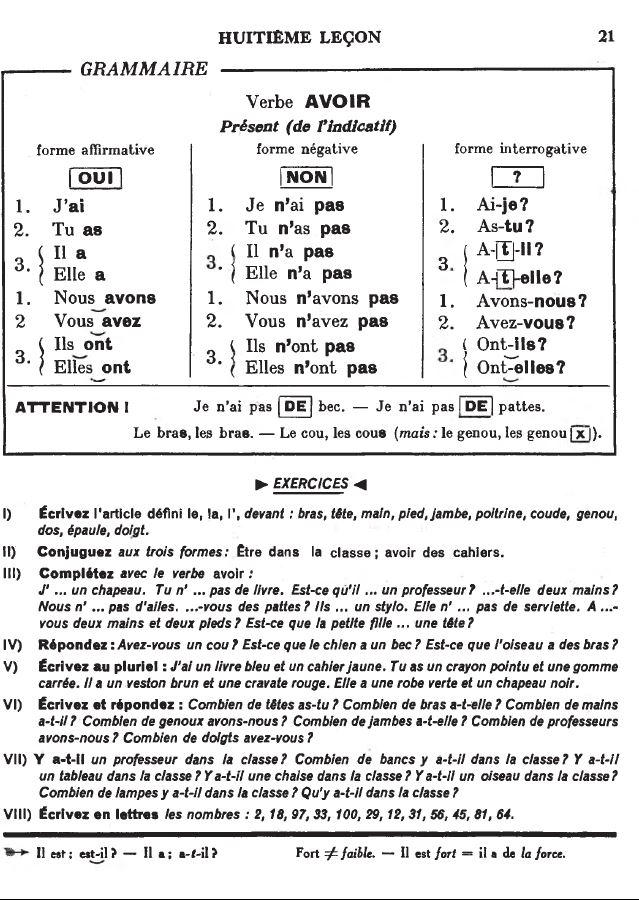 HUITIÈME LEÇON 21
GRAMMAIRE
Verbe AVOIR
Présent (de l'indicatif)
forme affirmative
OUI
1. J'ai
2. Tu as
3. { Il a
Elle a
1. Nous avons
2 Vous avez
3. { Ils ont
Elles ont
forme négative
NON
1. Je n'ai pas
2. Tu n'as pas
3. { Il n'a pas
Elle n'a pas
1. Nous n'avons pas
2. Vous n'avez pas
3. { Ils n'ont pas
Elles n'ont pas
forme interrogative
?
1. Ai-je?
2. As-tu?
3. { A-t-il?
A-t-elle?
1. Avons-nous?
2. Avez-vous?
3. { Ont-ils?
Ont-elles?
ATTENTION! Je n'ai pas DE bec. — Je n'ai pas DE pattes.
Le bras, les bras. — Le cou, les cous (mais : le genou, les genoux).
► EXERCICES ◄
I) Écrivez l'article défini le, la, l', devant : bras, tête, main, pied, jambe, poitrine, coude, genou,
dos, épaule, doigt.
II) Conjuguez aux trois formes : Être dans la classe ; avoir des cahiers.
III) Complétez avec le verbe avoir :
J' ... un chapeau. Tu n' ... pas de livre. Est-ce qu'il ... un professeur ? ...-t-elle deux mains ?
Nous n' ... pas d'ailes. ...-vous des pattes ? Ils ... un stylo. Elle n' ... pas de serviette. A ...-
vous deux mains et deux pieds ? Est-ce que la petite fille ... une tête ?
IV) Répondez : Avez-vous un cou ? Est-ce que le chien a un bec ? Est-ce que l'oiseau a des bras ?
V) Écrivez au pluriel : J'ai un livre bleu et un cahier jaune. Tu as un crayon pointu et une gomme
carrée. Il a un veston brun et une cravate rouge. Elle a une robe verte et un chapeau noir.
VI) Écrivez et répondez : Combien de têtes as-tu ? Combien de bras a-t-elle ? Combien de mains
a-t-il ? Combien de genoux avons-nous ? Combien de jambes a-t-elle ? Combien de professeurs
avons-nous ? Combien de doigts avez-vous ?
VII) Y a-t-il un professeur dans la classe ? Combien de bancs y a-t-il dans la classe ? Y a-t-il
un tableau dans la classe ? Y a-t-il une chaise dans la classe ? Y a-t-il un oiseau dans la classe ?
Combien de lampes y a-t-il dans la classe ? Qu'y a-t-il dans la classe ?
VIII) Écrivez en lettres les nombres : 2, 18, 97, 33, 100, 29, 12, 31, 56, 45, 81, 64.
➳ Il est ; est-il ? — Il a ; a-t-il ? Fort ≠ faible. — Il est fort = il a de la force.